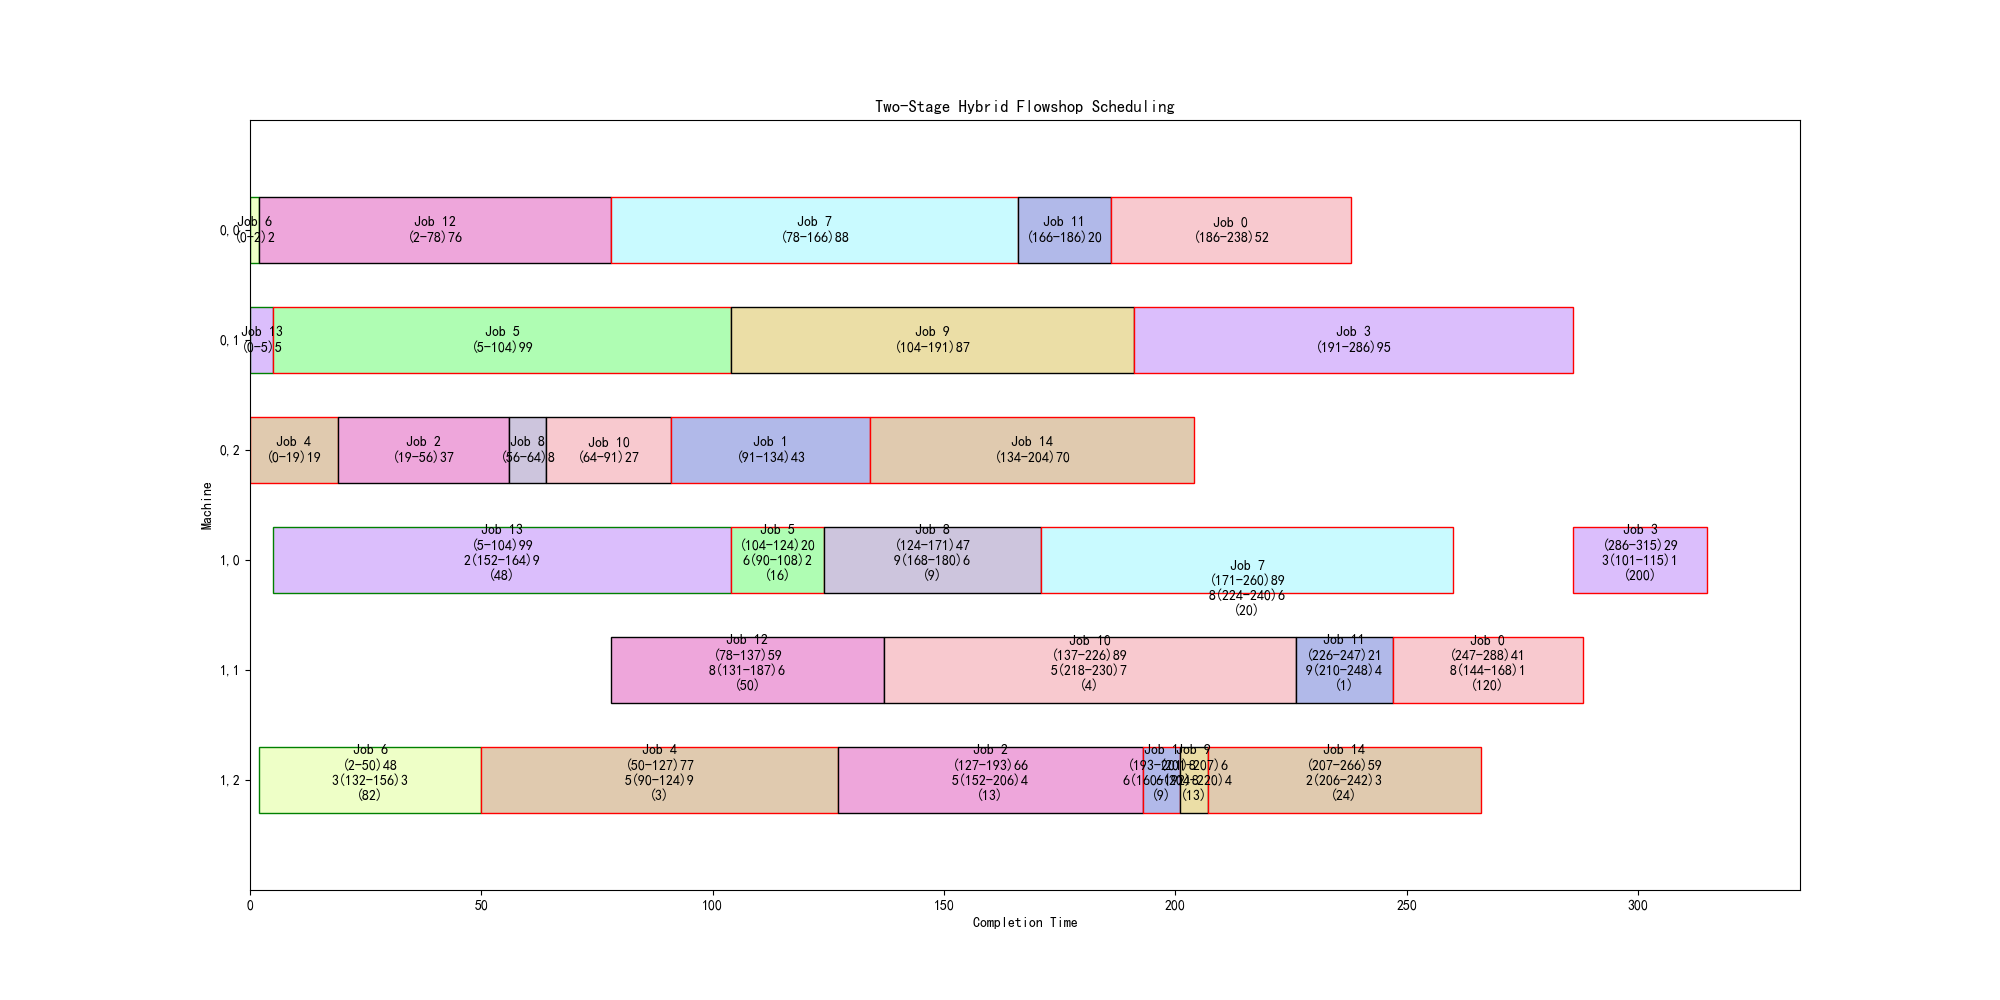 Two-Stage Hybrid Flowshop Scheduling
Machine
0,0
Job 6
(0-2)2
Job 12
(2-78)76
Job 7
(78-166)88
Job 11
(166-186)20
Job 0
(186-238)52
0,1
Job 13
(0-5)5
Job 5
(5-104)99
Job 9
(104-191)87
Job 3
(191-286)95
0,2
Job 4
(0-19)19
Job 2
(19-56)37
Job 8
(56-64)8
Job 10
(64-91)27
Job 1
(91-134)43
Job 14
(134-204)70
1,0
Job 13
(5-104)99
2(152-164)9
(48)
Job 5
(104-124)20
6(90-108)2
(16)
Job 8
(124-171)47
9(168-180)6
(9)
Job 7
(171-260)89
8(224-240)6
(20)
Job 3
(286-315)29
3(101-115)1
(200)
1,1
Job 12
(78-137)59
8(131-187)6
(50)
Job 10
(137-226)89
5(218-230)7
(4)
Job 11
(226-247)21
9(210-248)4
(1)
Job 0
(247-288)41
8(144-168)1
(120)
1,2
Job 6
(2-50)48
3(132-156)3
(82)
Job 4
(50-127)77
5(90-124)9
(3)
Job 2
(127-193)66
5(152-206)4
(13)
Job 1
(193-201)8
(9)
Job 9
(201-207)6
(13)
Job 14
(207-266)59
2(206-242)3
(24)
0
50
100
150
200
250
300
Completion Time